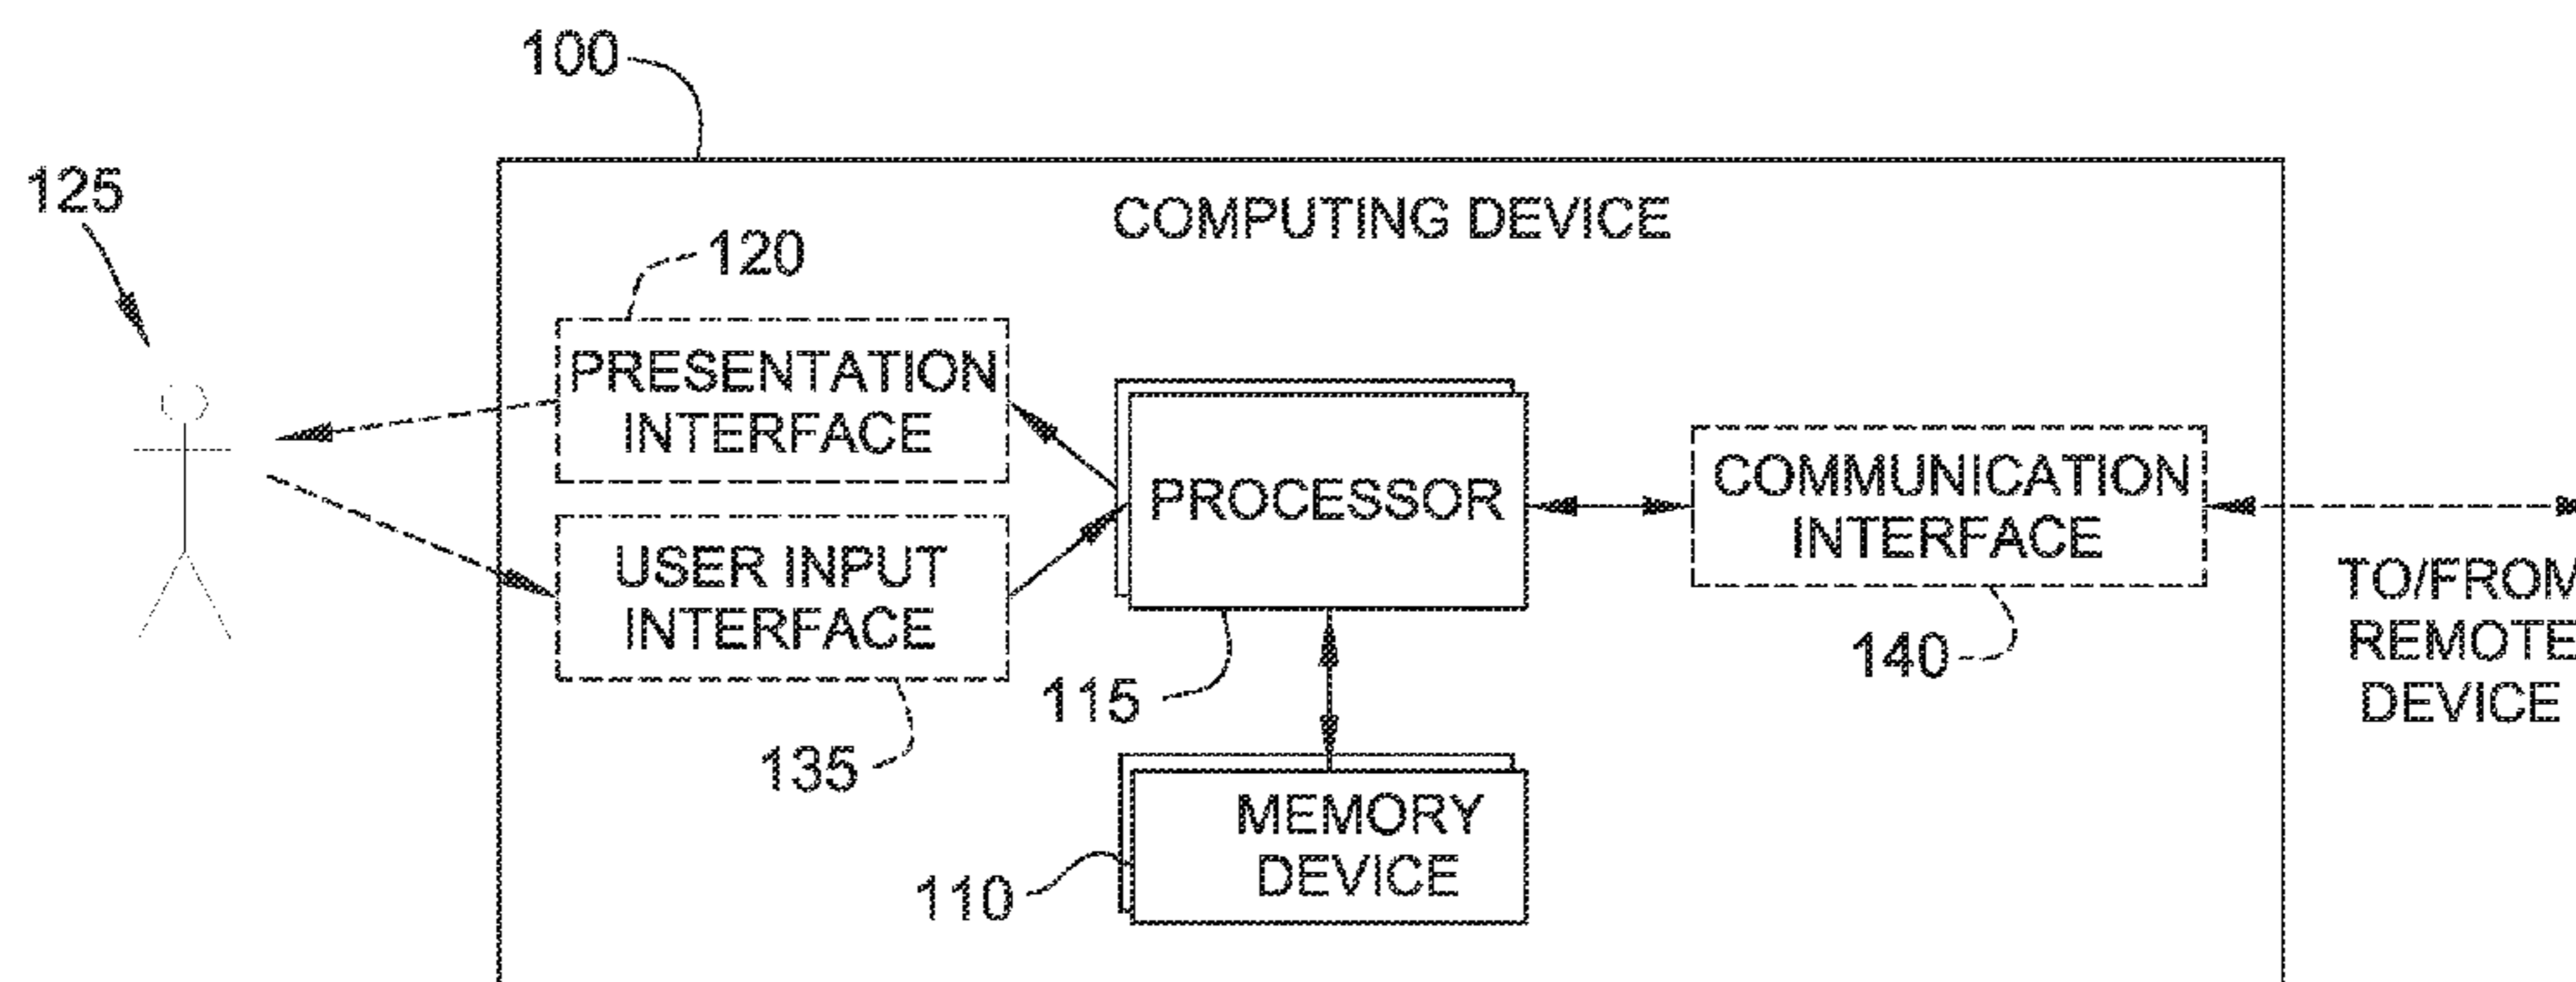 100
125
COMPUTING DEVICE
120
PRESENTATION
INTERFACE
PROCESSOR
COMMUNICATION
INTERFACE
USER INPUT
INTERFACE
TO/FROM
REMOTE
DEVICE
140
115
135
MEMORY
DEVICE
110